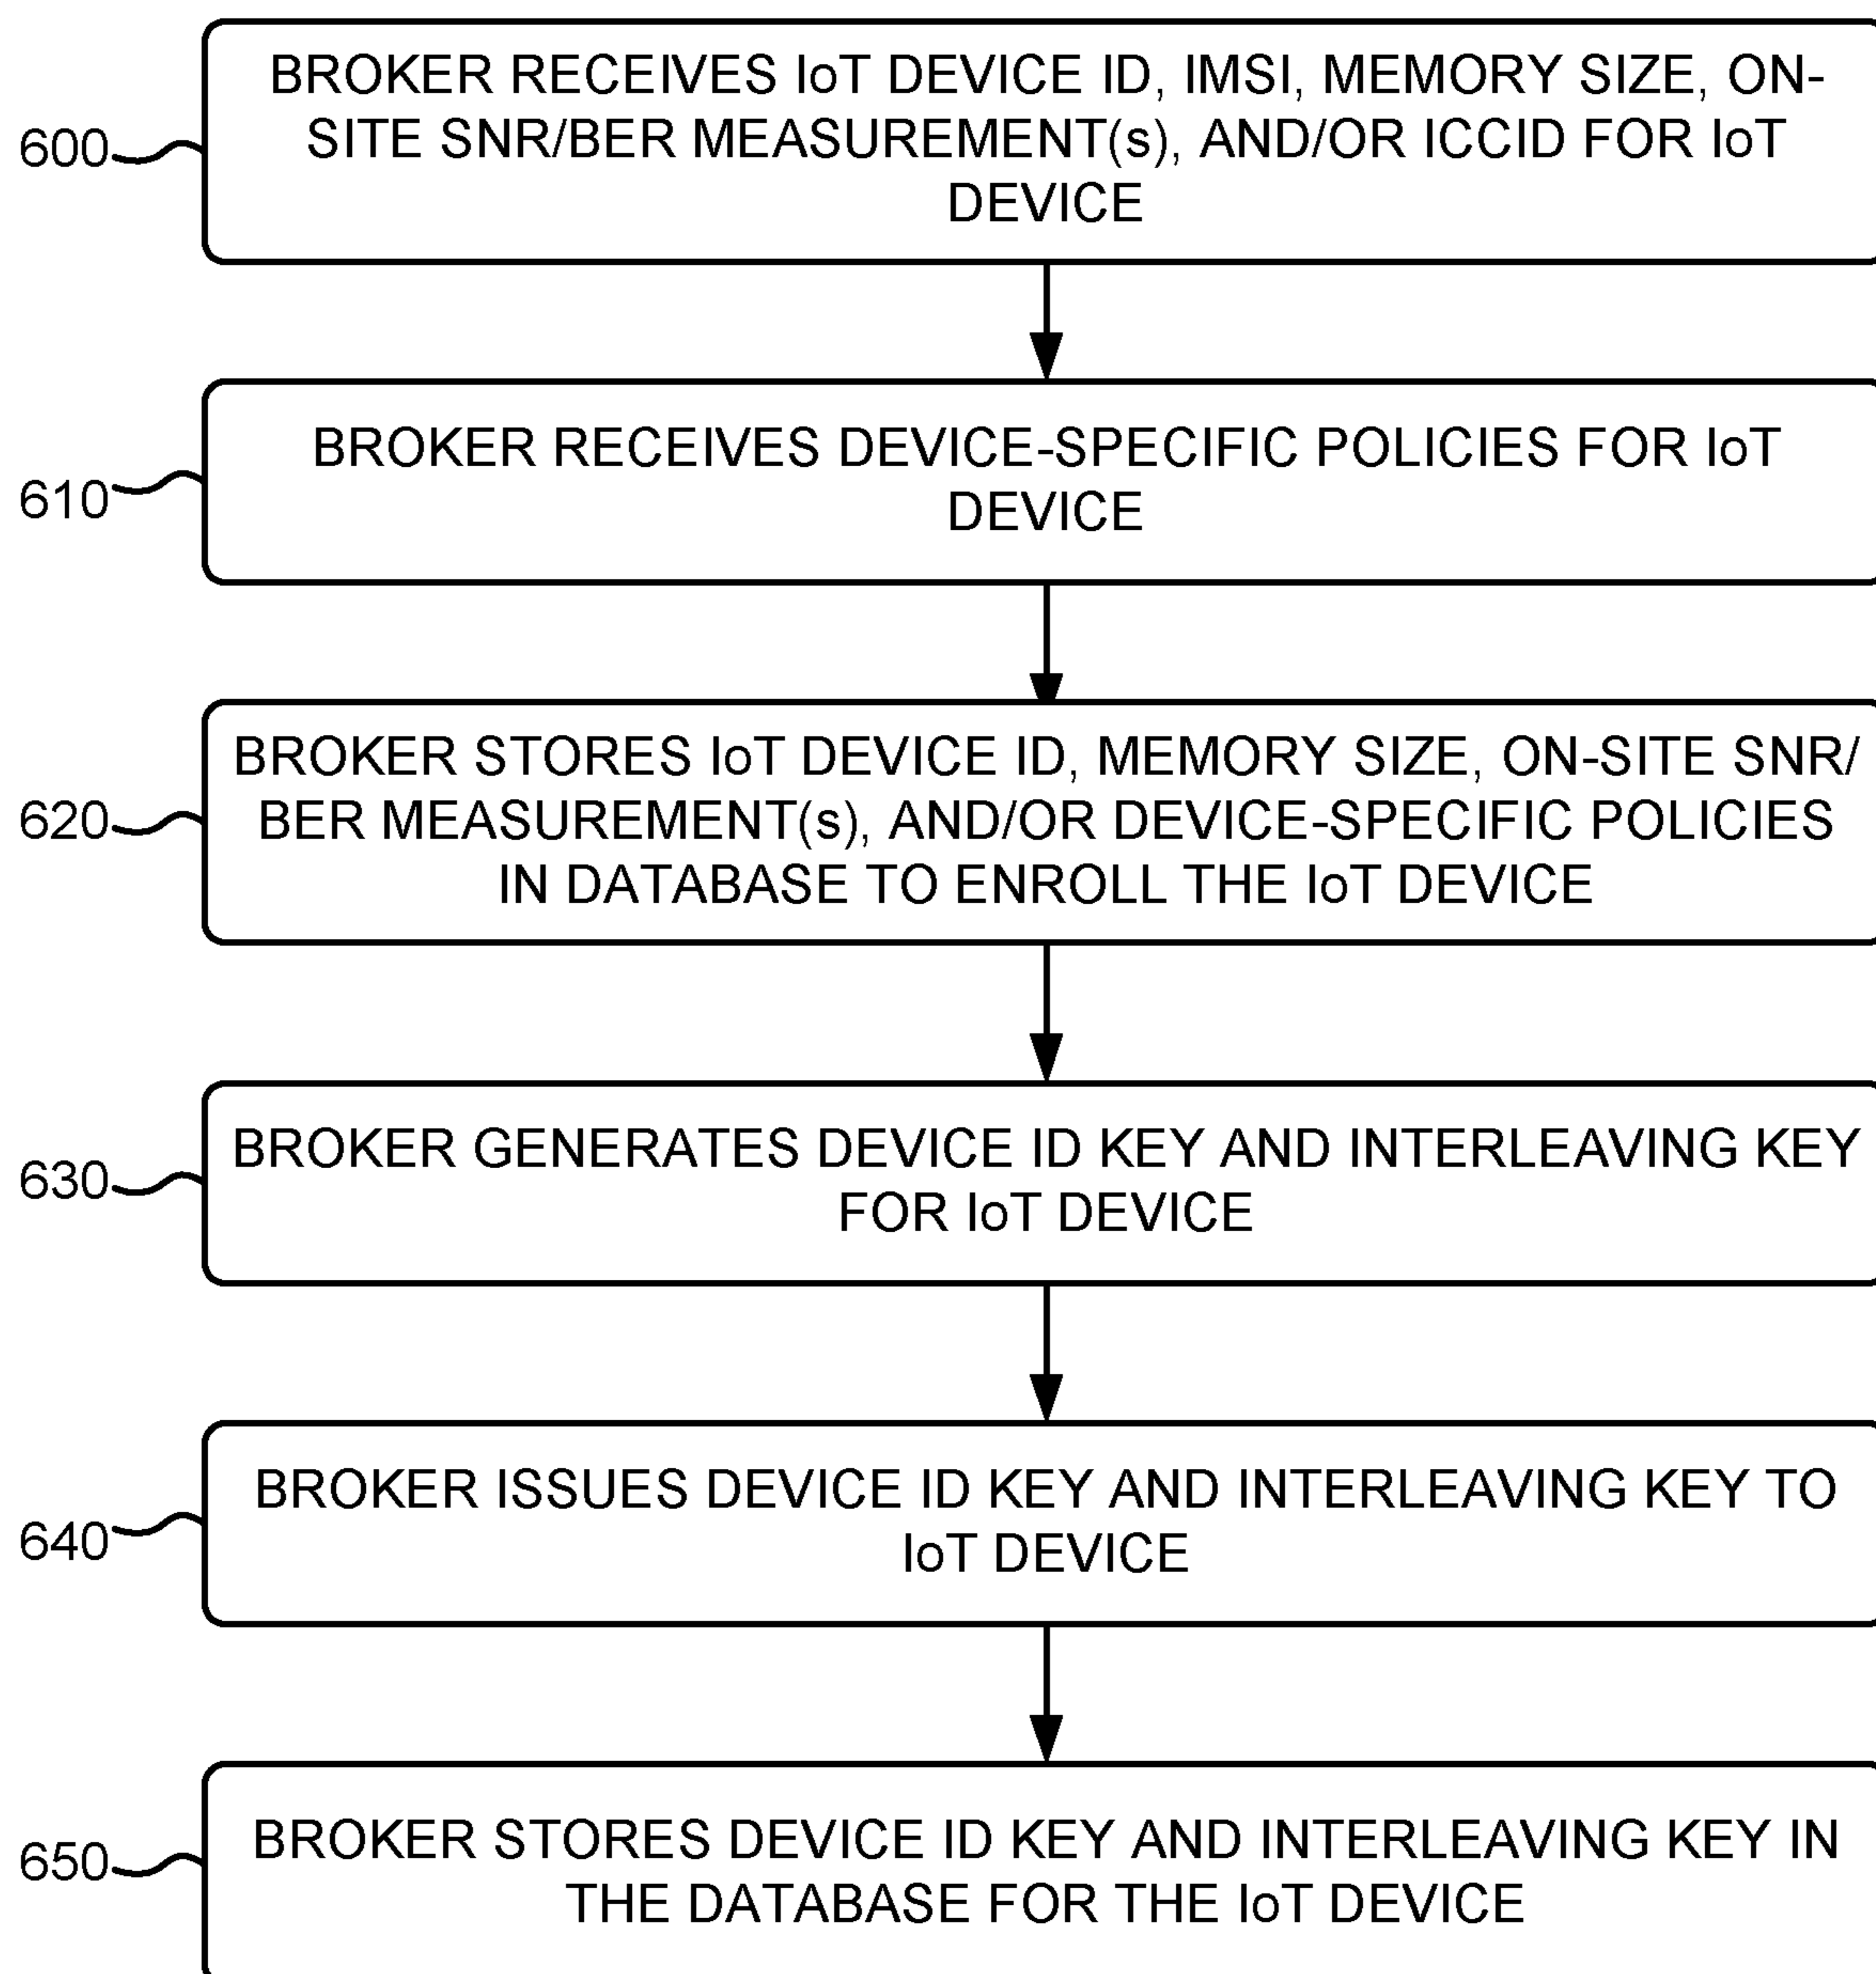 BROKER RECEIVES IoT DEVICE ID, IMSI, MEMORY SIZE, ON-
SITE SNR/BER MEASUREMENT(s), AND/OR ICCID FOR IoT
DEVICE
600
BROKER RECEIVES DEVICE-SPECIFIC POLICIES FOR IoT
DEVICE
610
BROKER STORES IoT DEVICE ID, MEMORY SIZE, ON-SITE SNR/
BER MEASUREMENT(s), AND/OR DEVICE-SPECIFIC POLICIES
IN DATABASE TO ENROLL THE IoT DEVICE
620
BROKER GENERATES DEVICE ID KEY AND INTERLEAVING KEY
FOR IoT DEVICE
630
BROKER ISSUES DEVICE ID KEY AND INTERLEAVING KEY TO
IoT DEVICE
640
BROKER STORES DEVICE ID KEY AND INTERLEAVING KEY IN
THE DATABASE FOR THE IoT DEVICE
650